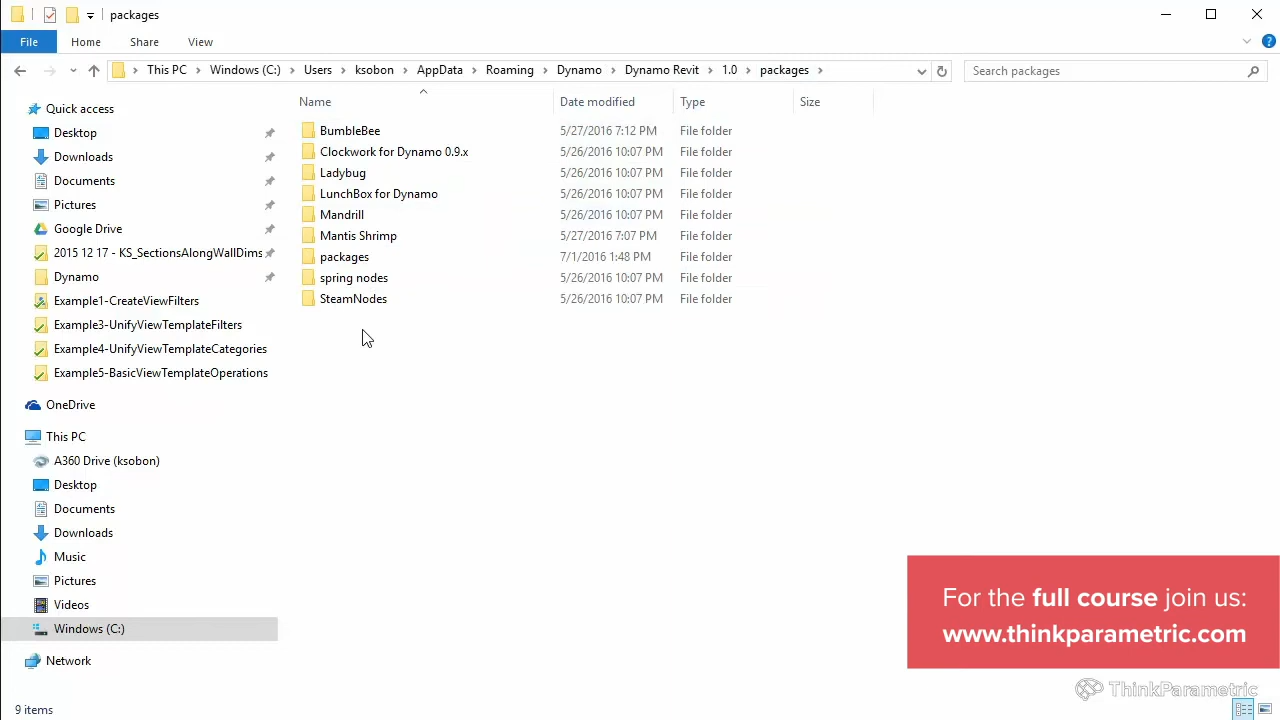 packages
File Home Share View
This PC Windows (C:) Users ksobon AppData Roaming Dynamo Dynamo Revit 1.0 packages
Search packages
Name Date modified Type Size
BumbleBee 5/27/2016 7:12 PM File folder
Clockwork for Dynamo 0.9.x 5/26/2016 10:07 PM File folder
Ladybug 5/26/2016 10:07 PM File folder
LunchBox for Dynamo 5/26/2016 10:07 PM File folder
Mandrill 5/26/2016 10:07 PM File folder
Mantis Shrimp 5/27/2016 7:07 PM File folder
packages 7/1/2016 1:48 PM File folder
spring nodes 5/26/2016 10:07 PM File folder
SteamNodes 5/26/2016 10:07 PM File folder
Quick access
Desktop
Downloads
Documents
Pictures
Google Drive
2015 12 17 - KS_SectionsAlongWallDims
Dynamo
Example1-CreateViewFilters
Example3-UnifyViewTemplateFilters
Example4-UnifyViewTemplateCategories
Example5-BasicViewTemplateOperations
OneDrive
This PC
A360 Drive (ksobon)
Desktop
Documents
Downloads
Music
Pictures
Videos
Windows (C:)
Network
9 items
For the full course join us:
www.thinkparametric.com
ThinkParametric